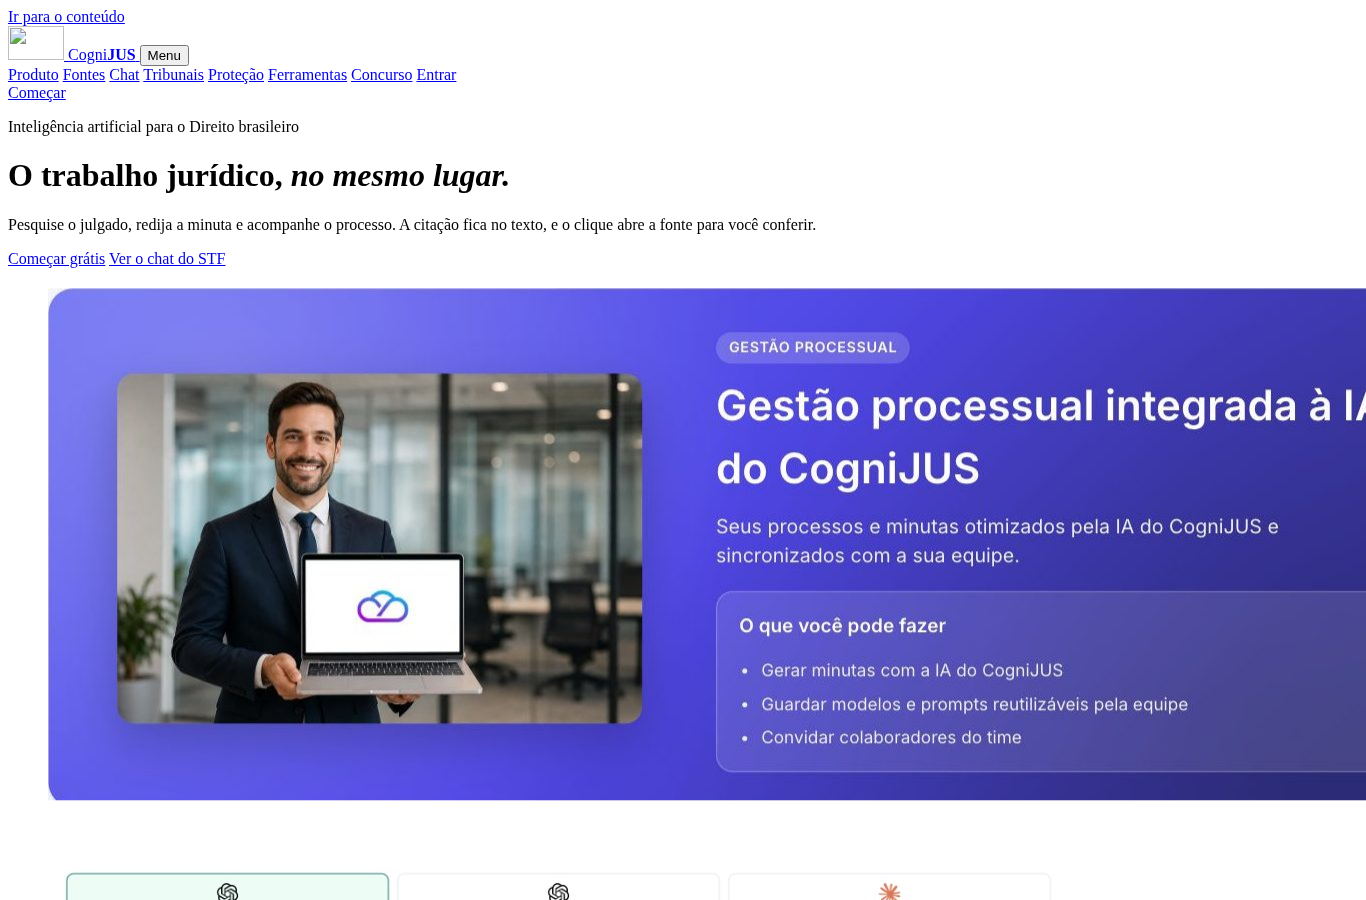 Ir para o conteúdo
CogniJUS Menu
Produto Fontes Chat Tribunais Proteção Ferramentas Concurso Entrar
Começar
Inteligência artificial para o Direito brasileiro
O trabalho jurídico, no mesmo lugar.
Pesquise o julgado, redija a minuta e acompanhe o processo. A citação fica no texto, e o clique abre a fonte para você conferir.
Começar grátis Ver o chat do STF
GESTÃO PROCESSUAL
Gestão processual integrada à IA
do CogniJUS
Seus processos e minutas otimizados pela IA do CogniJUS e
sincronizados com a sua equipe.
O que você pode fazer
• Gerar minutas com a IA do CogniJUS
• Guardar modelos e prompts reutilizáveis pela equipe
• Convidar colaboradores do time